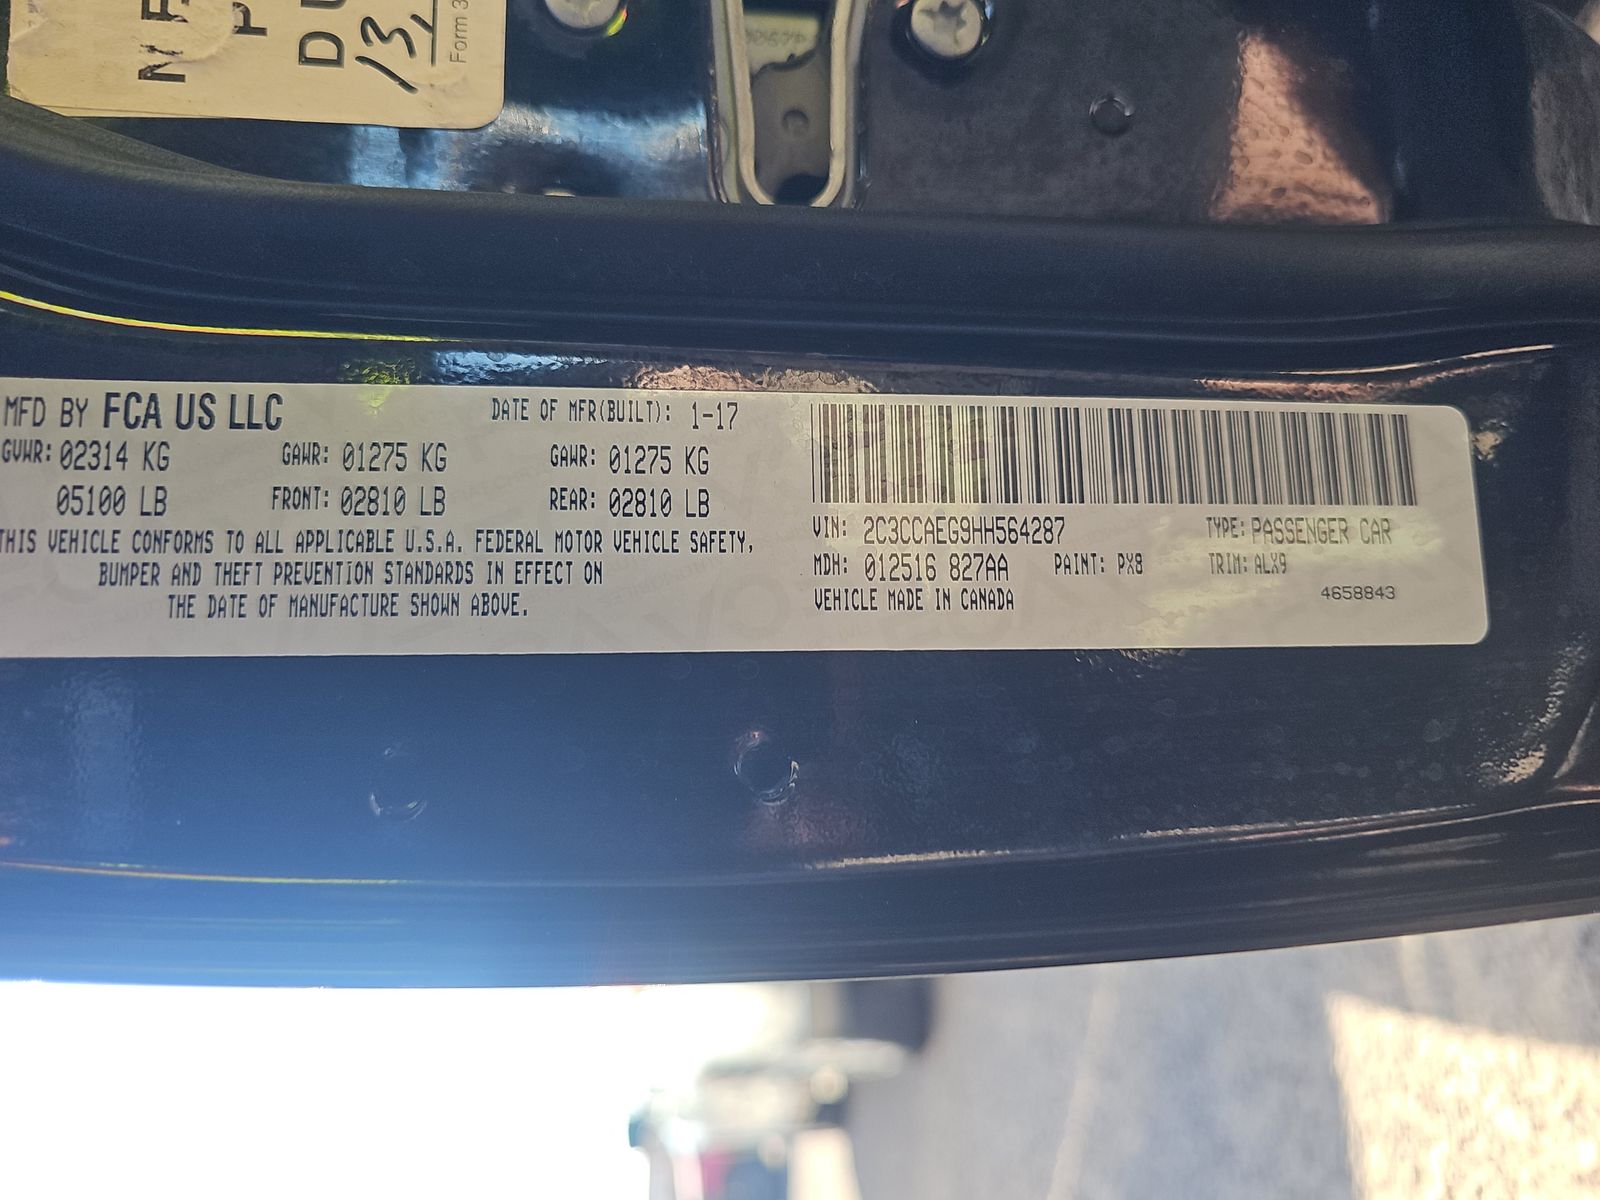 13.
Form 3
MFD BY FCA US LLC
DATE OF MFR(BUILT): 1-17
GVWR: 02314 KG GAWR: 01275 KG GAWR: 01275 KG
05100 LB FRONT: 02810 LB REAR: 02810 LB
THIS VEHICLE CONFORMS TO ALL APPLICABLE U.S.A. FEDERAL MOTOR VEHICLE SAFETY,
BUMPER AND THEFT PREVENTION STANDARDS IN EFFECT ON
THE DATE OF MANUFACTURE SHOWN ABOVE.
VIN: 2C3CCAEG9HH564287 TYPE: PASSENGER CAR
MDH: 012516 827AA PAINT: PX8 TRIM: ALX9
VEHICLE MADE IN CANADA 4658843